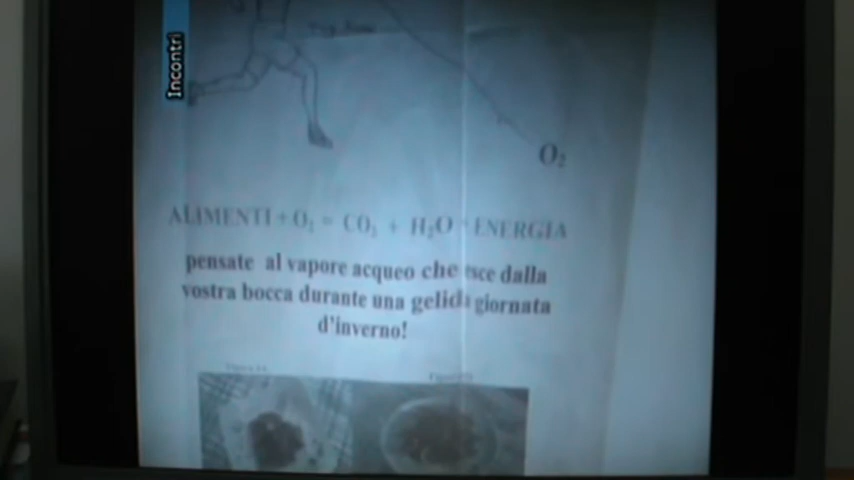 Incontri
O₂
ALIMENTI + O₂ = CO₂ + H₂O + ENERGIA
pensate al vapore acqueo che esce dalla
vostra bocca durante una gelida giornata
d'inverno!